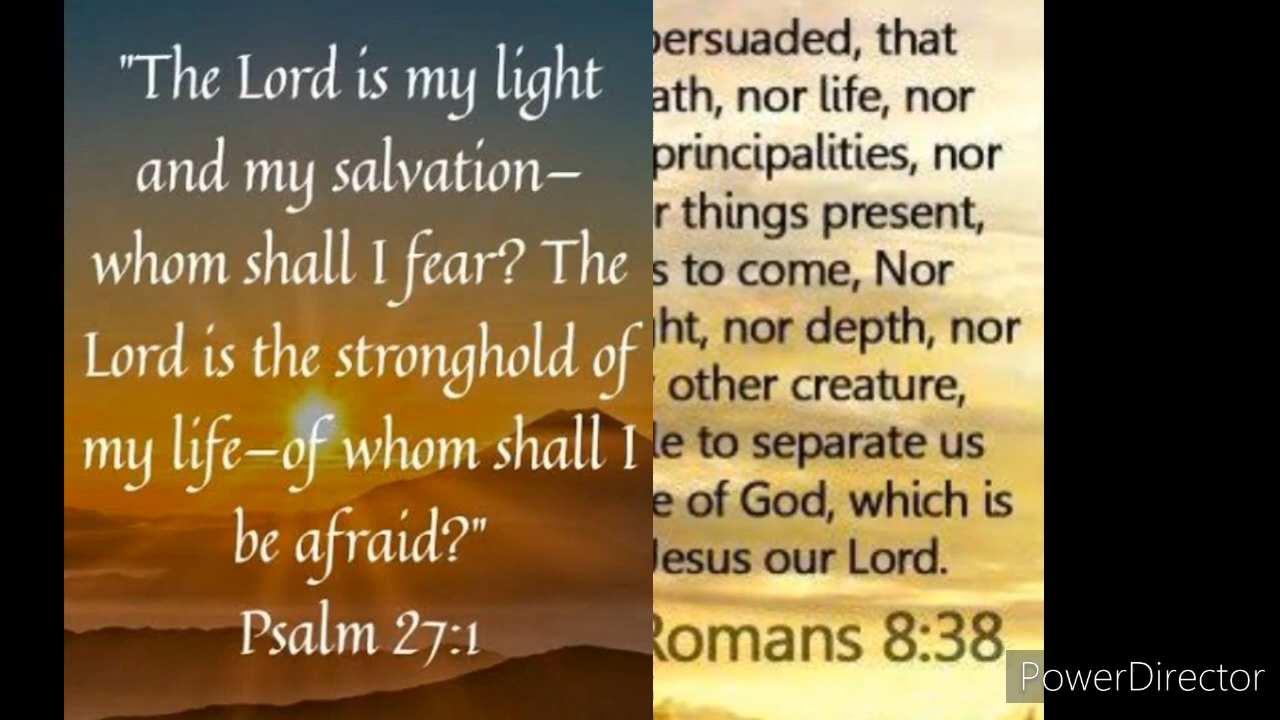 "The Lord is my light
and my salvation—
whom shall I fear? The
Lord is the stronghold of
my life—of whom shall I
be afraid?"
Psalm 27:1
persuaded, that
ath, nor life, nor
principalities, nor
r things present,
s to come, Nor
ht, nor depth, nor
other creature,
le to separate us
e of God, which is
Jesus our Lord.
Romans 8:38
PowerDirector